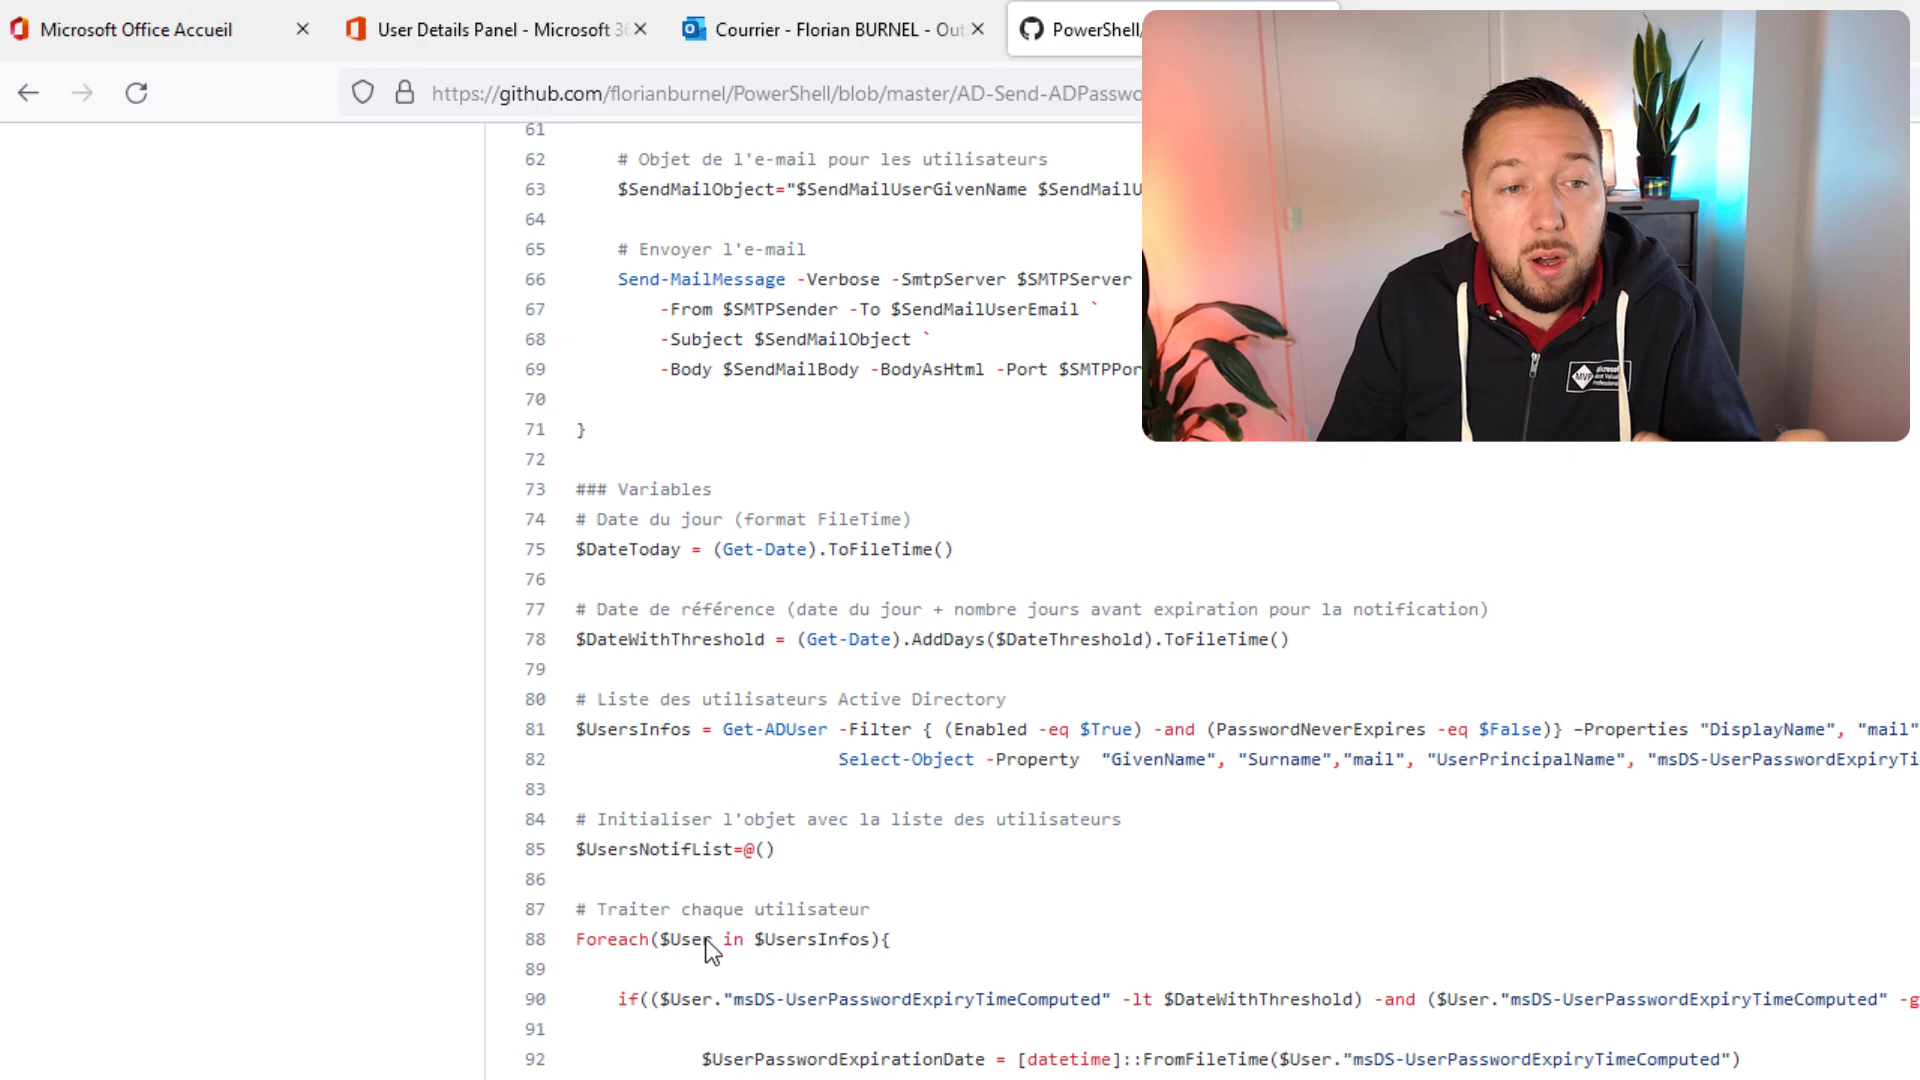 Microsoft Office Accueil
User Details Panel - Microsoft 36
Courrier - Florian BURNEL - Out
PowerShell/
https://github.com/florianburnel/PowerShell/blob/master/AD-Send-ADPasswo
61
62 # Objet de l'e-mail pour les utilisateurs
63 $SendMailObject="$SendMailUserGivenName $SendMailU
64
65 # Envoyer l'e-mail
66 Send-MailMessage -Verbose -SmtpServer $SMTPServer
67 -From $SMTPSender -To $SendMailUserEmail `
68 -Subject $SendMailObject `
69 -Body $SendMailBody -BodyAsHtml -Port $SMTPPor
70
71 }
72
73 ### Variables
74 # Date du jour (format FileTime)
75 $DateToday = (Get-Date).ToFileTime()
76
77 # Date de référence (date du jour + nombre jours avant expiration pour la notification)
78 $DateWithThreshold = (Get-Date).AddDays($DateThreshold).ToFileTime()
79
80 # Liste des utilisateurs Active Directory
81 $UsersInfos = Get-ADUser -Filter { (Enabled -eq $True) -and (PasswordNeverExpires -eq $False)} –Properties "DisplayName", "mail"
82 Select-Object -Property "GivenName", "Surname","mail", "UserPrincipalName", "msDS-UserPasswordExpiryTi
83
84 # Initialiser l'objet avec la liste des utilisateurs
85 $UsersNotifList=@()
86
87 # Traiter chaque utilisateur
88 Foreach($User in $UsersInfos){
89
90 if(($User."msDS-UserPasswordExpiryTimeComputed" -lt $DateWithThreshold) -and ($User."msDS-UserPasswordExpiryTimeComputed" -g
91
92 $UserPasswordExpirationDate = [datetime]::FromFileTime($User."msDS-UserPasswordExpiryTimeComputed")
MVP
Microsoft
Most Valuable
Professional